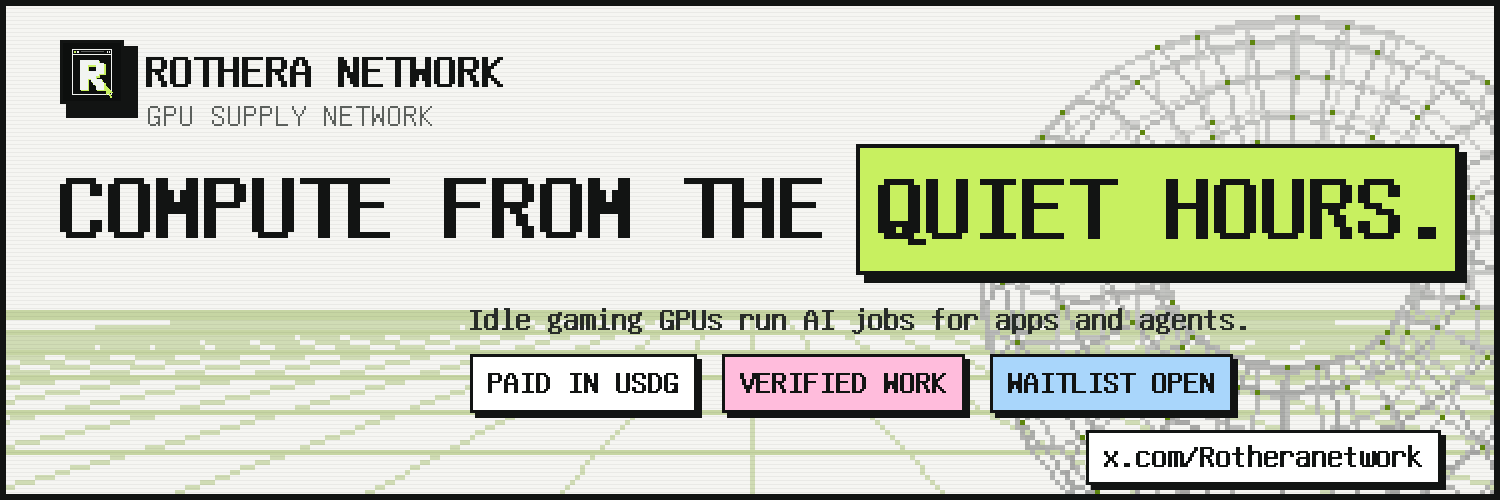 R
ROTHERA NETWORK
GPU SUPPLY NETWORK
COMPUTE FROM THE QUIET HOURS.
Idle gaming GPUs run AI jobs for apps and agents.
PAID IN USDG
VERIFIED WORK
WAITLIST OPEN
x.com/Rotheranetwork